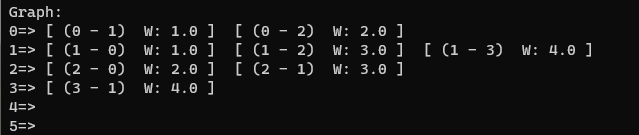 Graph:
0=> [ (0 - 1)  W: 1.0 ]  [ (0 - 2)  W: 2.0 ]
1=> [ (1 - 0)  W: 1.0 ]  [ (1 - 2)  W: 3.0 ]  [ (1 - 3)  W: 4.0 ]
2=> [ (2 - 0)  W: 2.0 ]  [ (2 - 1)  W: 3.0 ]
3=> [ (3 - 1)  W: 4.0 ]
4=>
5=>